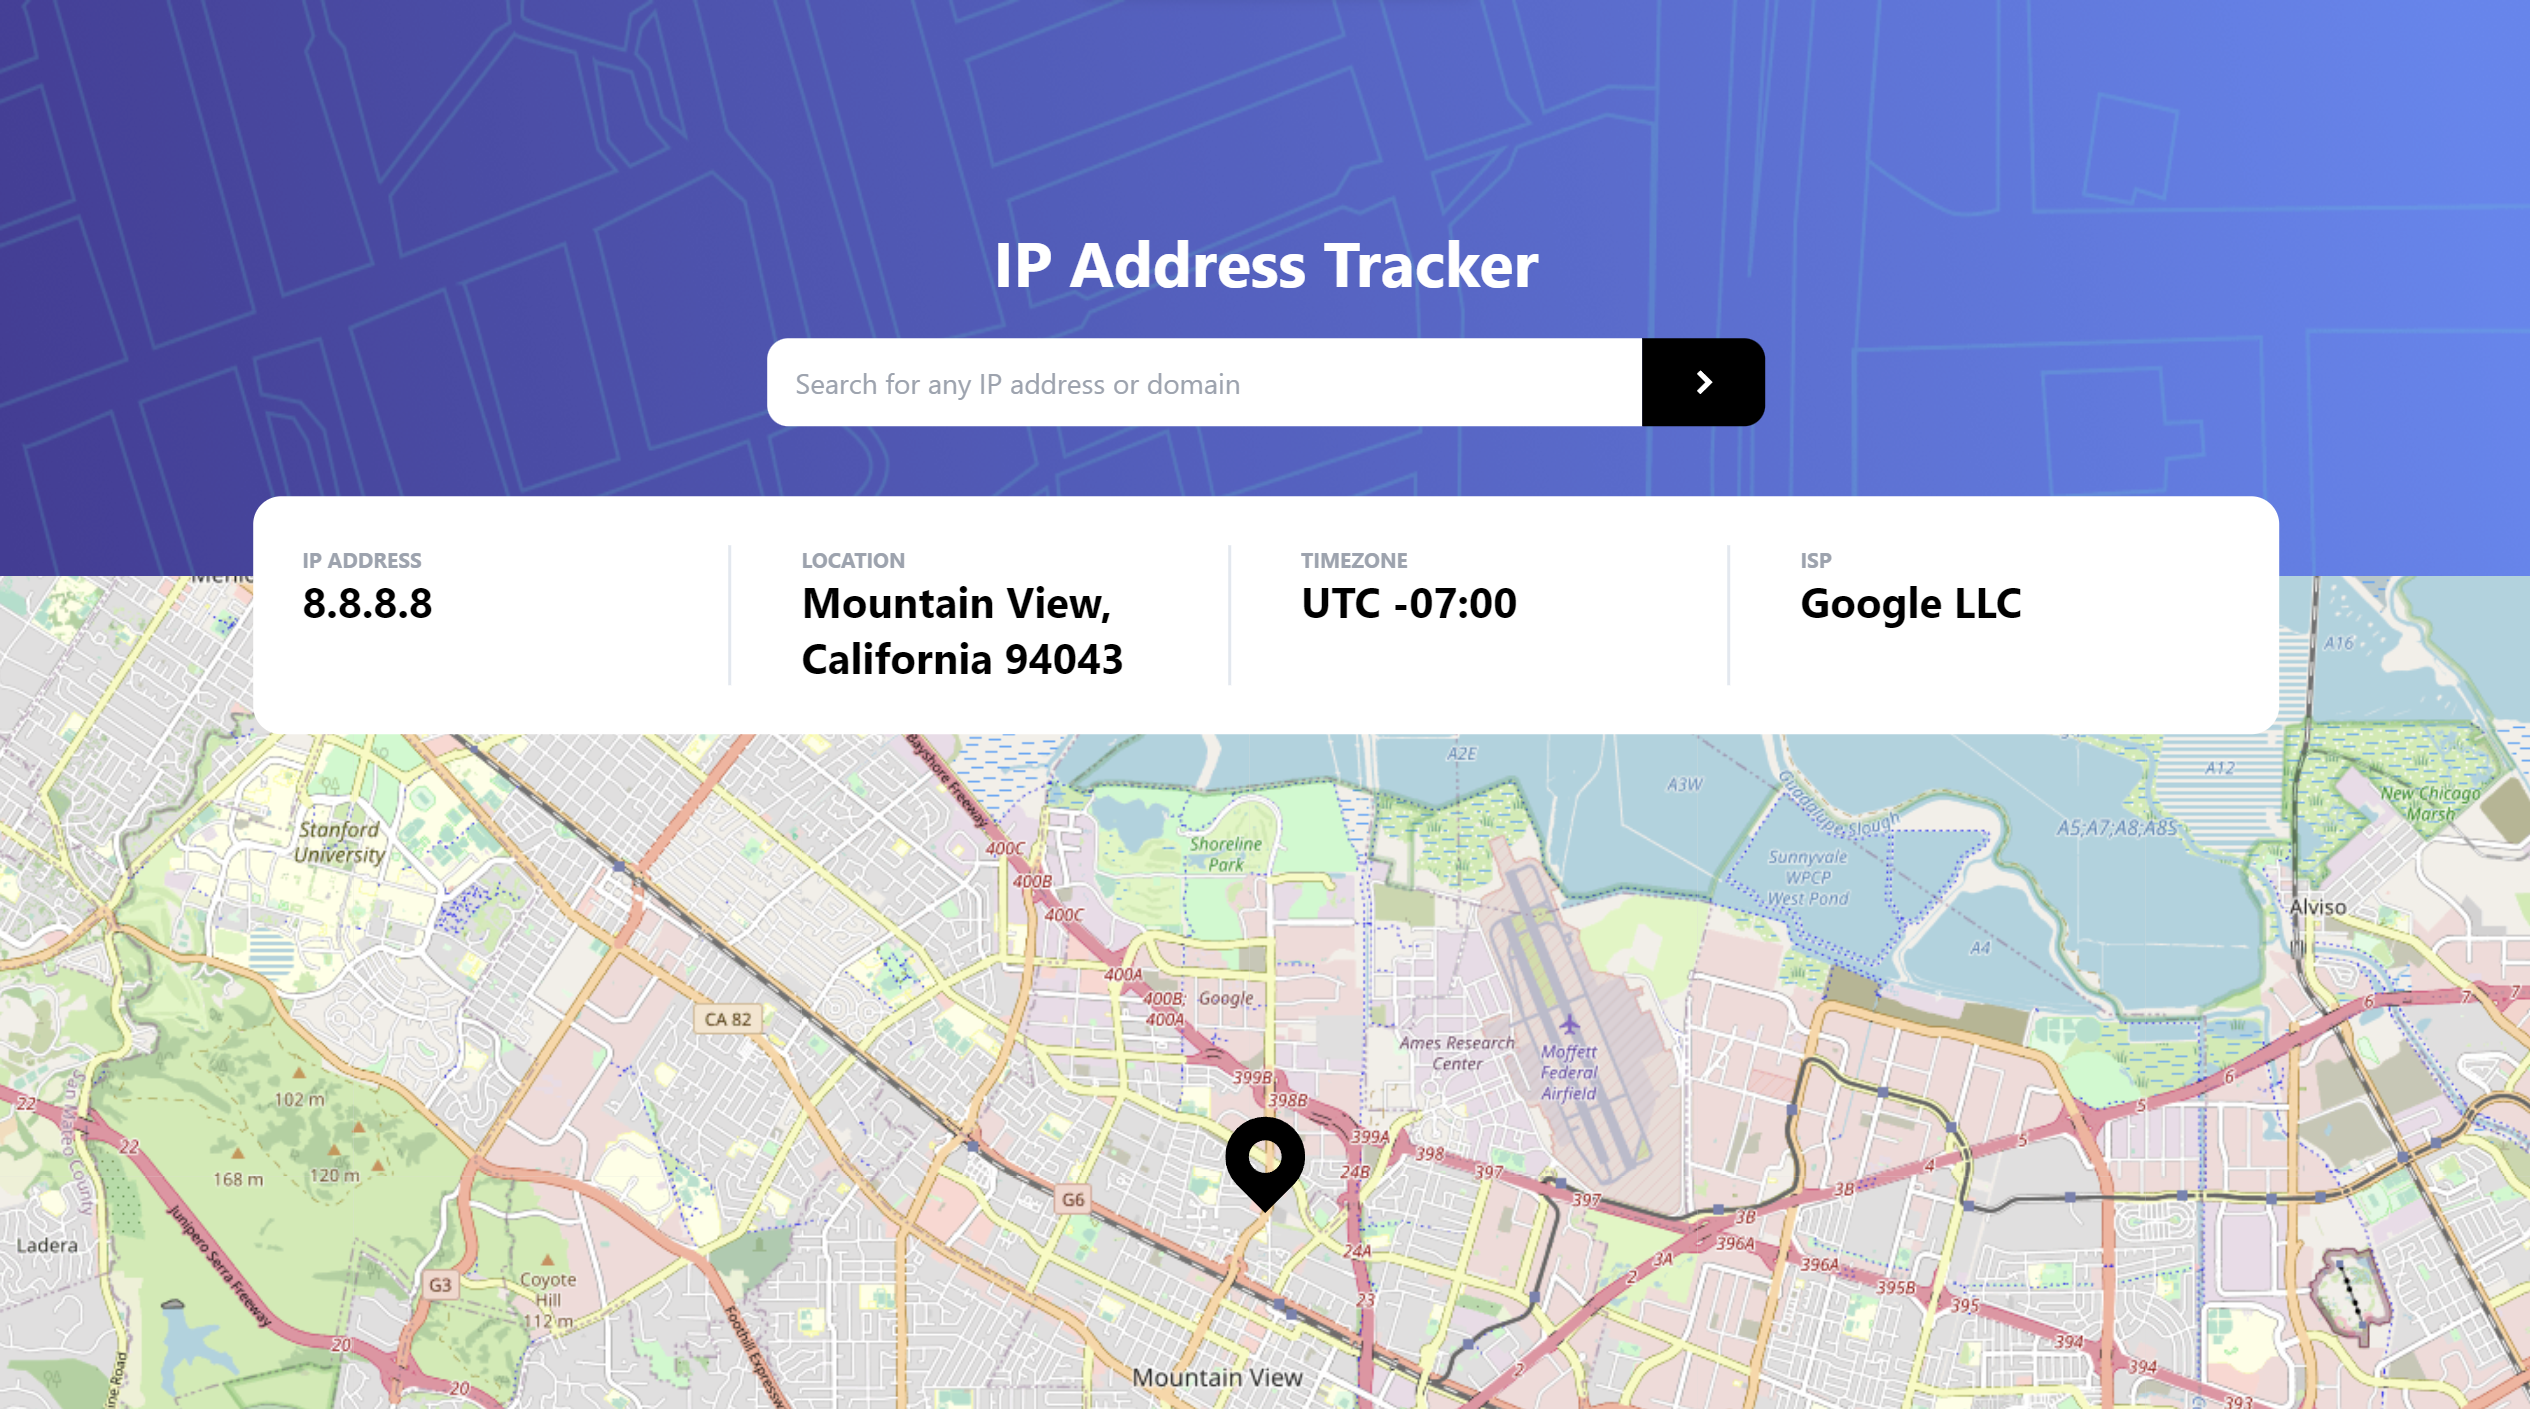 IP Address Tracker
Search for any IP address or domain
IP ADDRESS
8.8.8.8
LOCATION
Mountain View,
California 94043
TIMEZONE
UTC -07:00
ISP
Google LLC
A16
A2E
A3W
A12
Bayshore Freeway
Guadalupe Slough
New Chicago
Marsh
Stanford
University
400C
Shoreline
Park
A5;A7;A8;A8S
Sunnyvale
WPCP
West Pond
400B
400C
Alviso
A4
400A
400B;
400A
Google
6
7
7
CA 82
Ames Research
Center
Moffett
Federal
Airfield
399B
398B
6
5
22
San Mateo County
102 m
22
168 m
120 m
399A
398
24B
397
397
5
4
3B
3B
G6
Junipero Serra Freeway
Ladera
24A
396A
3A
396A
2
395B
395
G3
Coyote
Hill
112 m
23
Foothill Expressw
20
394
394
2
Mountain View
20
393
ine Road